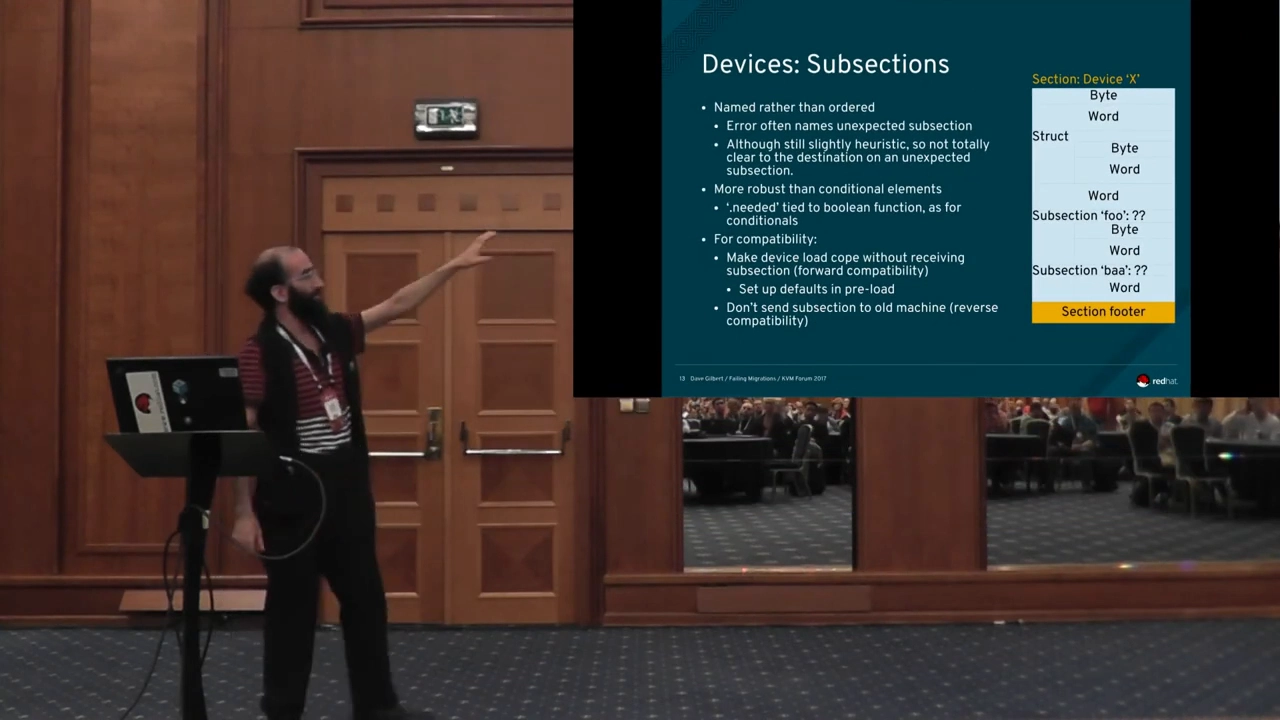 Devices: Subsections
• Named rather than ordered
• Error often names unexpected subsection
• Although still slightly heuristic, so not totally
clear to the destination on an unexpected
subsection.
• More robust than conditional elements
• ‘.needed’ tied to boolean function, as for
conditionals
• For compatibility:
• Make device load cope without receiving
subsection (forward compatibility)
• Set up defaults in pre-load
• Don’t send subsection to old machine (reverse
compatibility)
Section: Device ‘X’
Byte
Word
Struct
Byte
Word
Word
Subsection ‘foo’: ??
Byte
Word
Subsection ‘baa’: ??
Word
Section footer
13 Dave Gilbert / Failing Migrations / KVM Forum 2017
redhat.